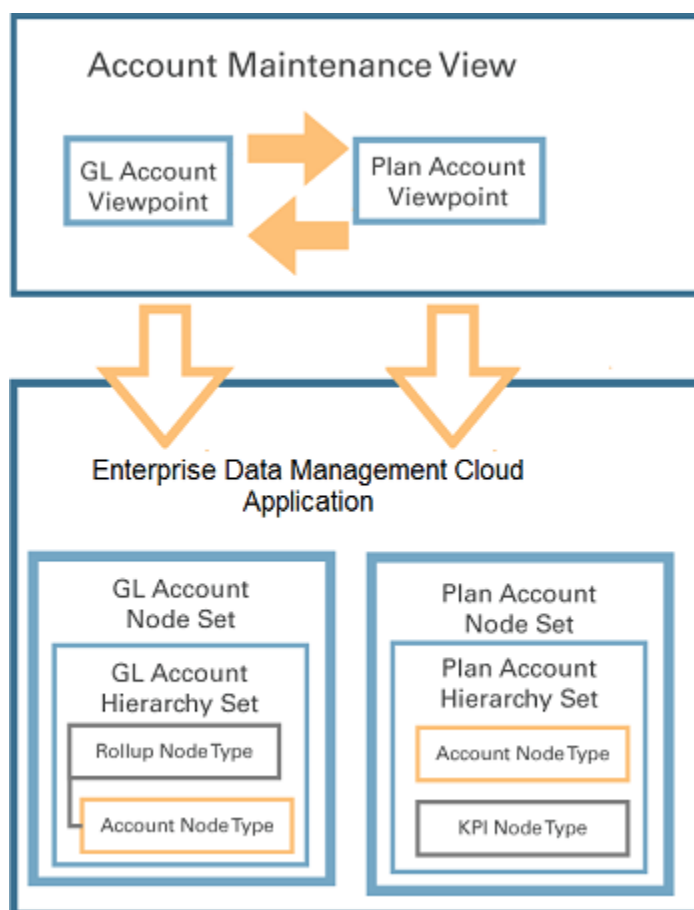 Account Maintenance View
GL Account
Viewpoint
Plan Account
Viewpoint
Enterprise Data Management Cloud
Application
GL Account
Node Set
GL Account
Hierarchy Set
Rollup Node Type
Account Node Type
Plan Account
Node Set
Plan Account
Hierarchy Set
Account Node Type
KPI Node Type